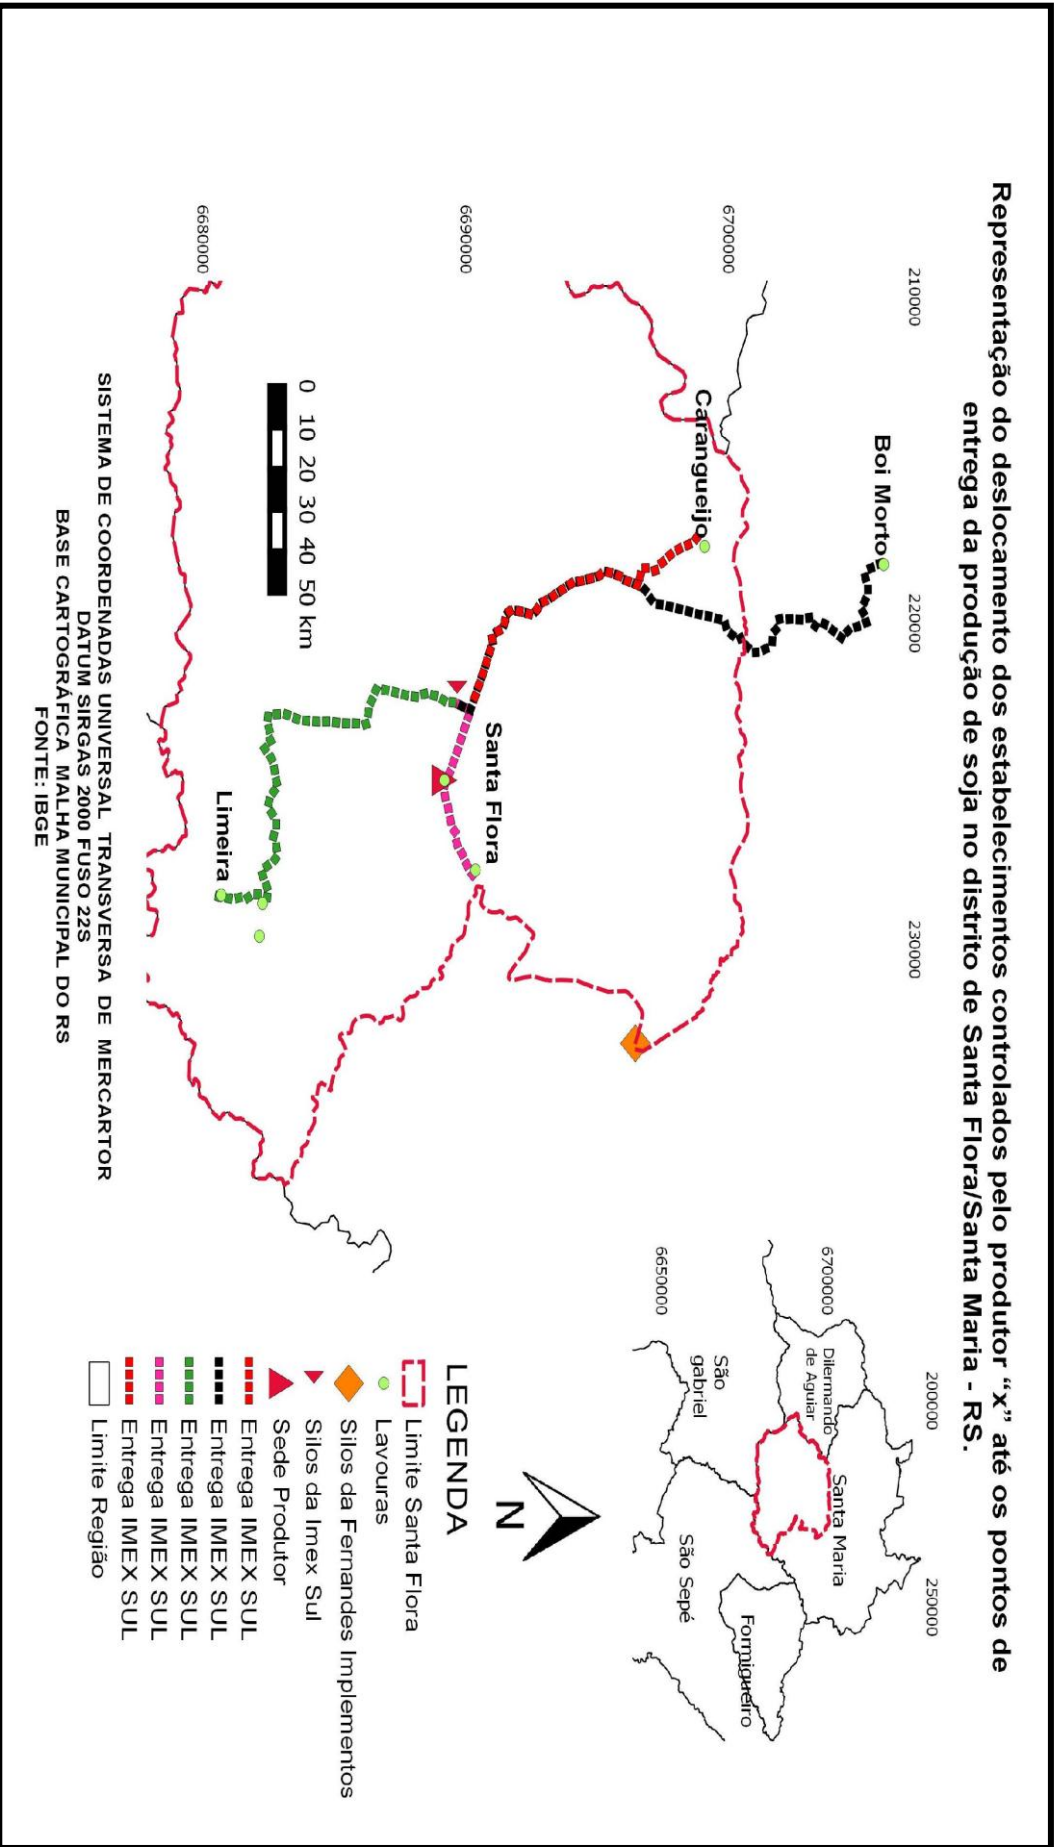 Representação do deslocamento dos estabelecimentos controlados pelo produtor “x” até os pontos de
entrega da produção de soja no distrito de Santa Flora/Santa Maria - RS.
210000
220000
230000
6700000
6690000
6680000
Boi Morto
Carangueijo
Santa Flora
Limeira
0 10 20 30 40 50 km
SISTEMA DE COORDENADAS UNIVERSAL TRANSVERSA DE MERCARTOR
DATUM SIRGAS 2000 FUSO 22S
BASE CARTOGRÁFICA MALHA MUNICIPAL DO RS
FONTE: IBGE
200000
250000
6700000
6650000
Dilermando
de Aguiar
Santa Maria
São
gabriel
São Sepé
Formigueiro
N
LEGENDA
Limite Santa Flora
Lavouras
Silos da Fernandes Implementos
Silos da Imex Sul
Sede Produtor
Entrega IMEX SUL
Entrega IMEX SUL
Entrega IMEX SUL
Entrega IMEX SUL
Entrega IMEX SUL
Limite Região